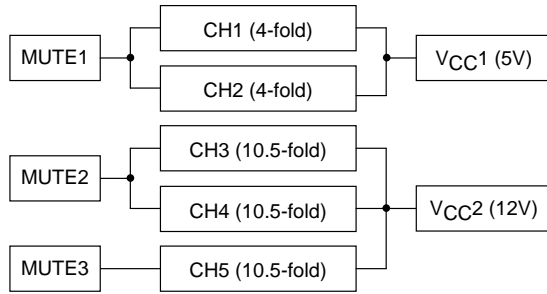 CH1 (4-fold)
MUTE1
VCC1 (5V)
CH2 (4-fold)
CH3 (10.5-fold)
MUTE2
CH4 (10.5-fold)
VCC2 (12V)
MUTE3
CH5 (10.5-fold)